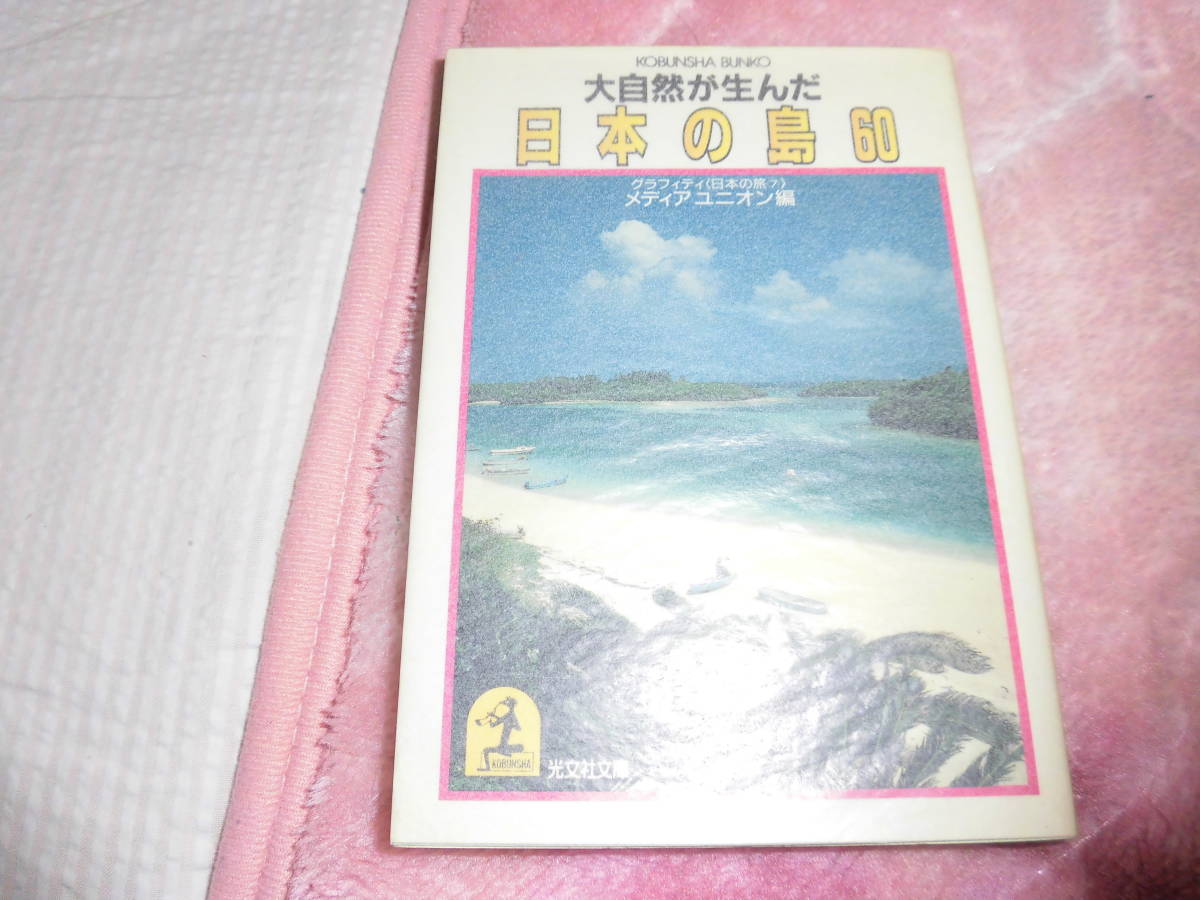 KOBUNSHA BUNKO
大自然が生んだ
日本の島 60
グラフィティ〈日本の旅⑦〉
メディアユニオン編
KOBUNSHA
光文社文庫